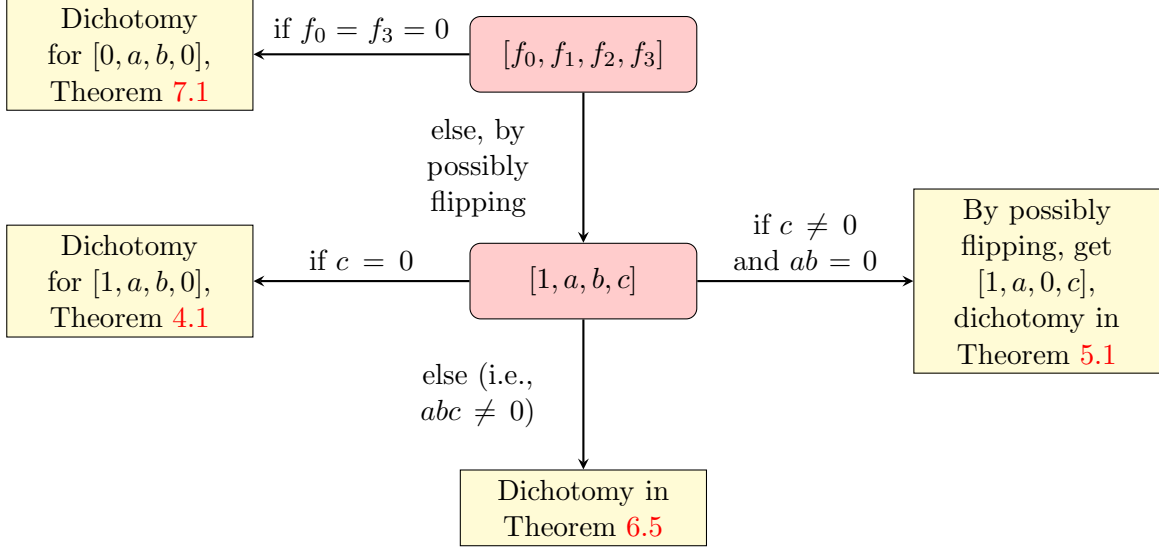 Dichotomy
for [0, a, b, 0],
Theorem 7.1
if f₀ = f₃ = 0
[f₀, f₁, f₂, f₃]
else, by
possibly
flipping
Dichotomy
for [1, a, b, 0],
Theorem 4.1
if c = 0
[1, a, b, c]
if c ≠ 0
and ab = 0
By possibly
flipping, get
[1, a, 0, c],
dichotomy in
Theorem 5.1
else (i.e.,
abc ≠ 0)
Dichotomy in
Theorem 6.5